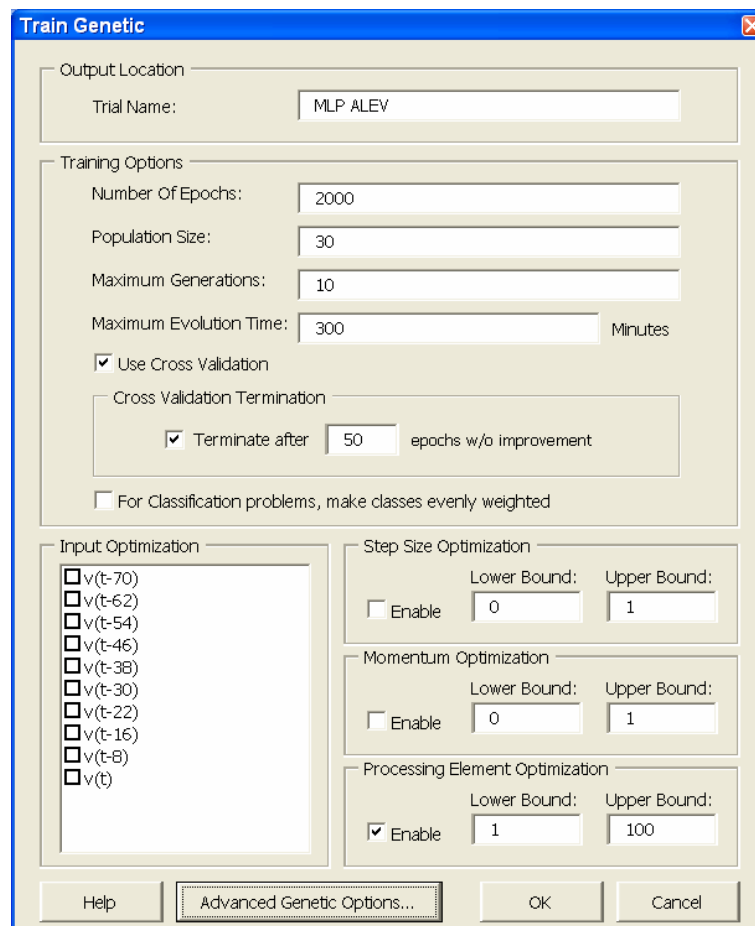 Train Genetic
Output Location
Trial Name: MLP ALEV
Training Options
Number Of Epochs: 2000
Population Size: 30
Maximum Generations: 10
Maximum Evolution Time: 300 Minutes
Use Cross Validation
Cross Validation Termination
Terminate after 50 epochs w/o improvement
For Classification problems, make classes evenly weighted
Input Optimization
v(t-70)
v(t-62)
v(t-54)
v(t-46)
v(t-38)
v(t-30)
v(t-22)
v(t-16)
v(t-8)
v(t)
Step Size Optimization
Lower Bound: Upper Bound:
Enable 0 1
Momentum Optimization
Lower Bound: Upper Bound:
Enable 0 1
Processing Element Optimization
Lower Bound: Upper Bound:
Enable 1 100
Help Advanced Genetic Options... OK Cancel